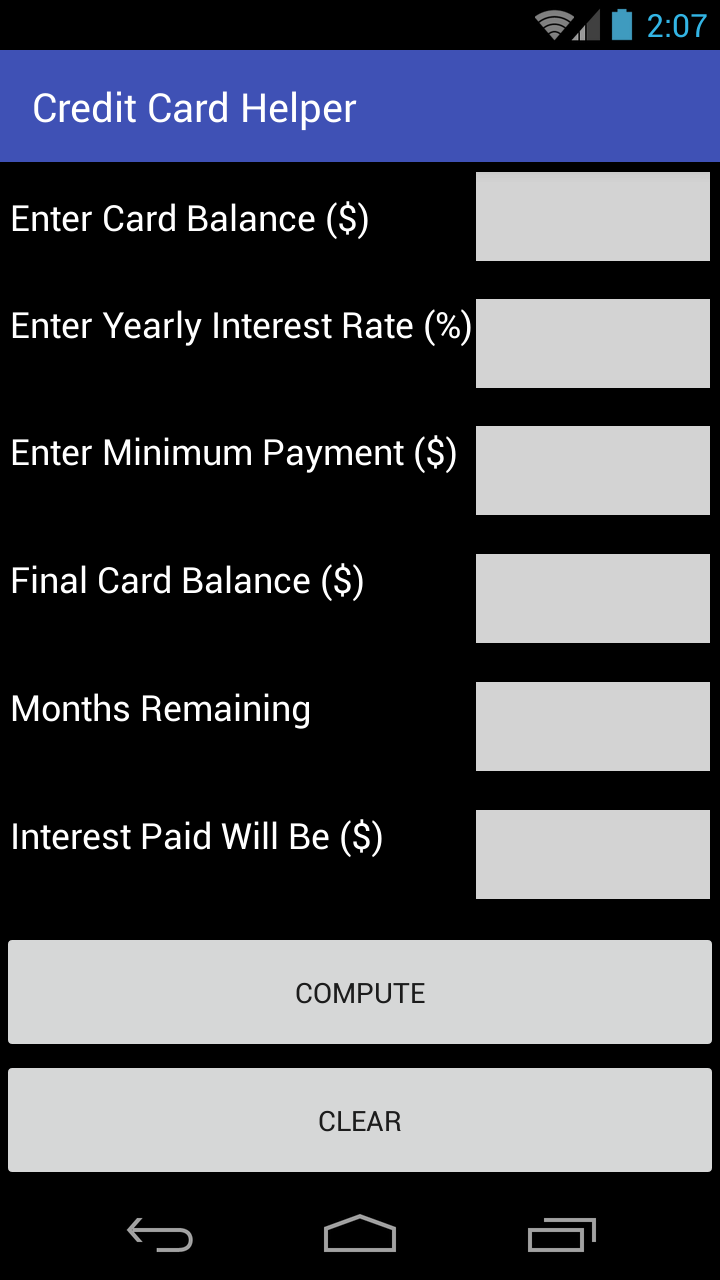 2:07
Credit Card Helper
Enter Card Balance ($)
Enter Yearly Interest Rate (%)
Enter Minimum Payment ($)
Final Card Balance ($)
Months Remaining
Interest Paid Will Be ($)
COMPUTE
CLEAR